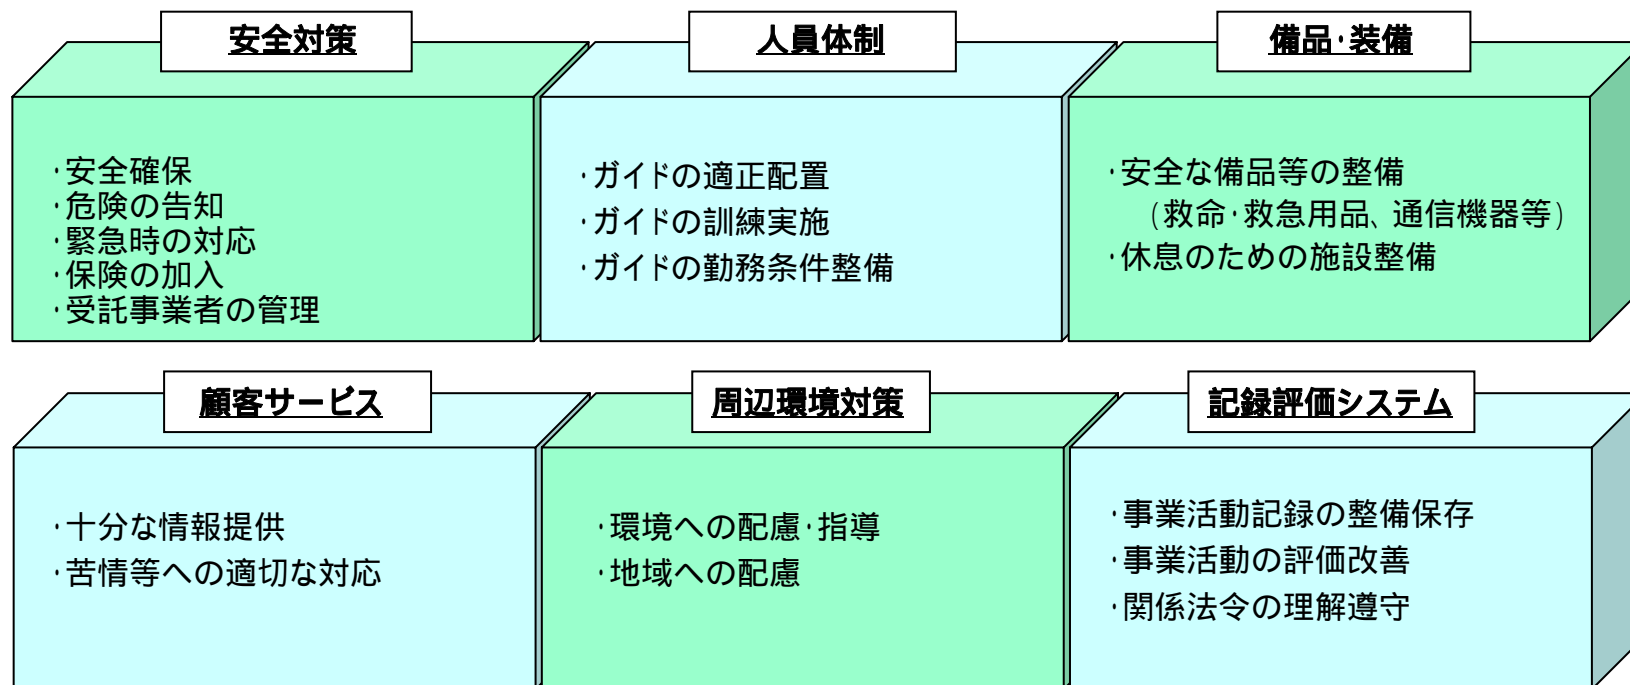 安全対策
・安全確保
・危険の告知
・緊急時の対応
・保険の加入
・受託事業者の管理
人員体制
・ガイドの適正配置
・ガイドの訓練実施
・ガイドの勤務条件整備
備品・装備
・安全な備品等の整備
（救命・救急用品、通信機器等）
・休息のための施設整備
顧客サービス
・十分な情報提供
・苦情等への適切な対応
周辺環境対策
・環境への配慮・指導
・地域への配慮
記録評価システム
・事業活動記録の整備保存
・事業活動の評価改善
・関係法令の理解遵守